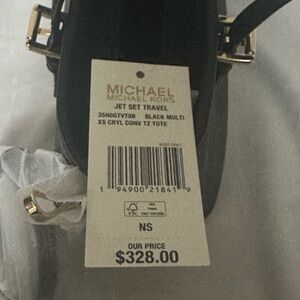 MICHAEL
MICHAEL KORS
JET SET TRAVEL
35H0GTVT0B BLACK MULTI
XS CRYL CONV TZ TOTE
1 94900 21841 9
FSC
NS
OUR PRICE
$328.00